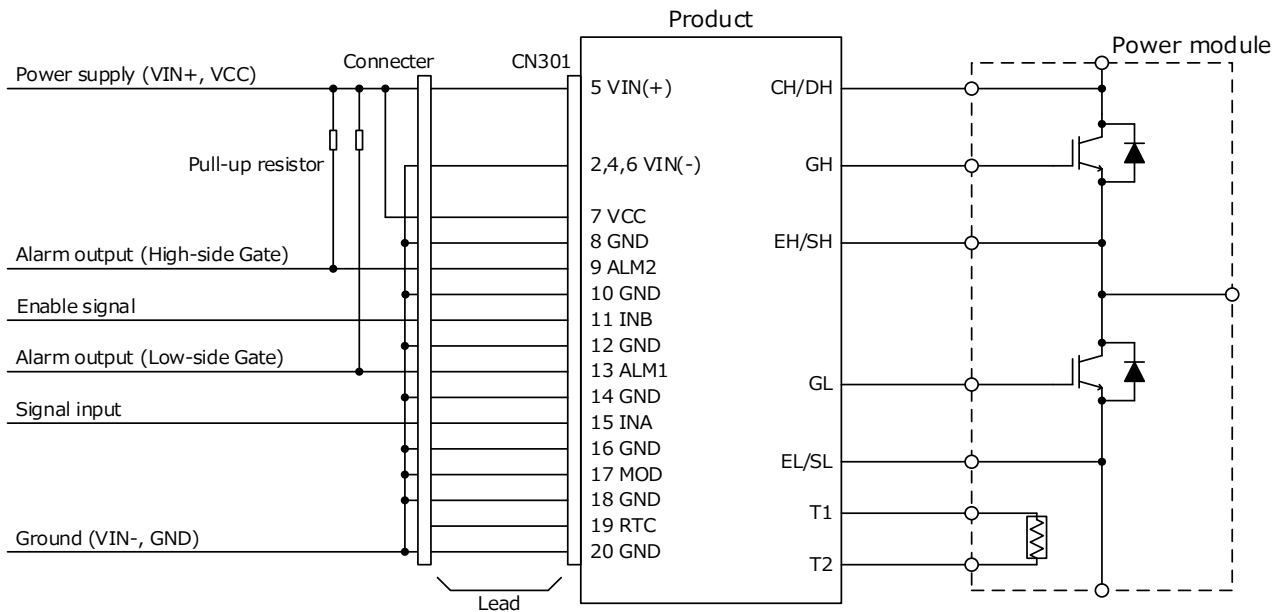 Product
Power module
Power supply (VIN+, VCC)
Connecter
CN301
5 VIN(+)
CH/DH
Pull-up resistor
2,4,6 VIN(-)
GH
7 VCC
8 GND
EH/SH
Alarm output (High-side Gate)
9 ALM2
10 GND
Enable signal
11 INB
12 GND
Alarm output (Low-side Gate)
13 ALM1
GL
14 GND
Signal input
15 INA
16 GND
EL/SL
17 MOD
18 GND
T1
19 RTC
Ground (VIN-, GND)
20 GND
T2
Lead